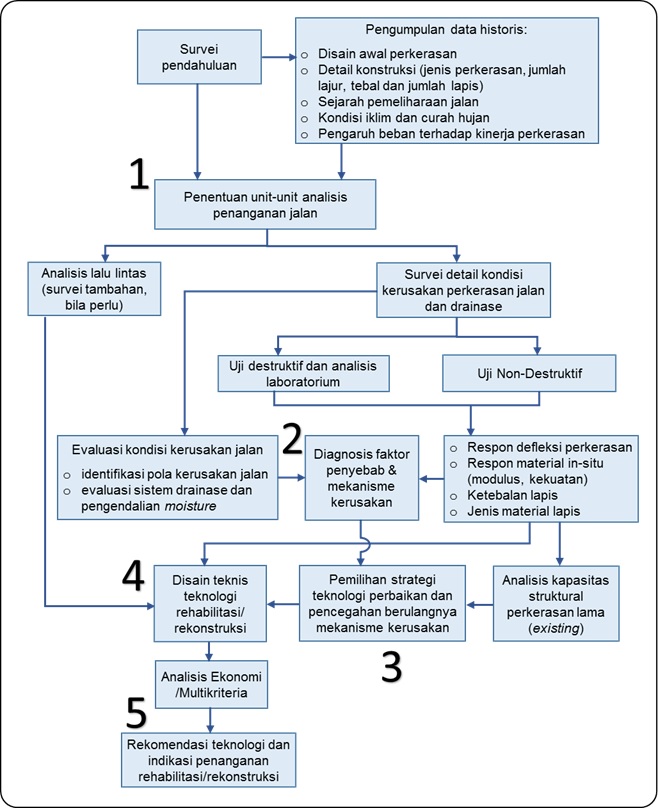 Survei
pendahuluan
Pengumpulan data historis:
o Disain awal perkerasan
o Detail konstruksi (jenis perkerasan, jumlah
lajur, tebal dan jumlah lapis)
o Sejarah pemeliharaan jalan
o Kondisi iklim dan curah hujan
o Pengaruh beban terhadap kinerja perkerasan
1
Penentuan unit-unit analisis
penanganan jalan
Analisis lalu lintas
(survei tambahan,
bila perlu)
Survei detail kondisi
kerusakan perkerasan jalan
dan drainase
Uji destruktif dan analisis
laboratorium
Uji Non-Destruktif
Evaluasi kondisi kerusakan jalan
o identifikasi pola kerusakan jalan
o evaluasi sistem drainase dan
pengendalian moisture
2
Diagnosis faktor
penyebab &
mekanisme
kerusakan
o Respon defleksi perkerasan
o Respon material in-situ
(modulus, kekuatan)
o Ketebalan lapis
o Jenis material lapis
4
Disain teknis
teknologi
rehabilitasi/
rekonstruksi
Pemilihan strategi
teknologi perbaikan dan
pencegahan berulangnya
mekanisme kerusakan
3
Analisis kapasitas
struktural
perkerasan lama
(existing)
Analisis Ekonomi
/Multikriteria
5
Rekomendasi teknologi dan
indikasi penanganan
rehabilitasi/rekonstruksi